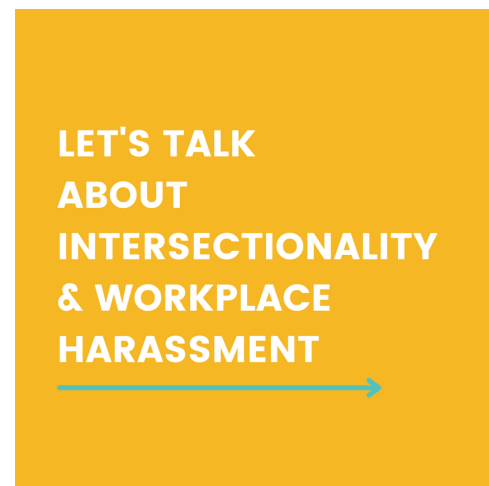 LET'S TALK
ABOUT
INTERSECTIONALITY
& WORKPLACE
HARASSMENT